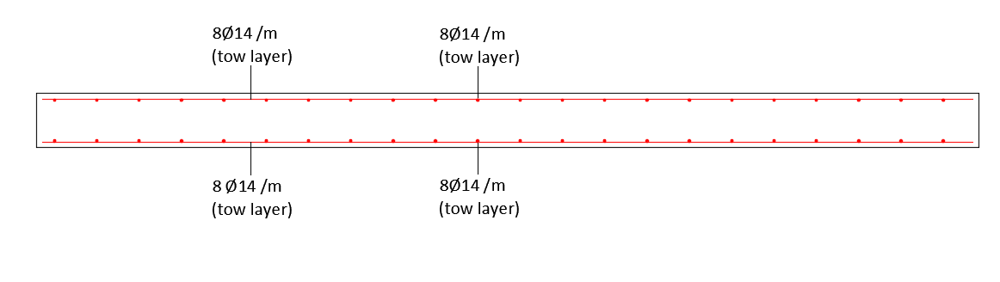 8Ø14 /m
(tow layer)
8Ø14 /m
(tow layer)
8 Ø14 /m
(tow layer)
8Ø14 /m
(tow layer)